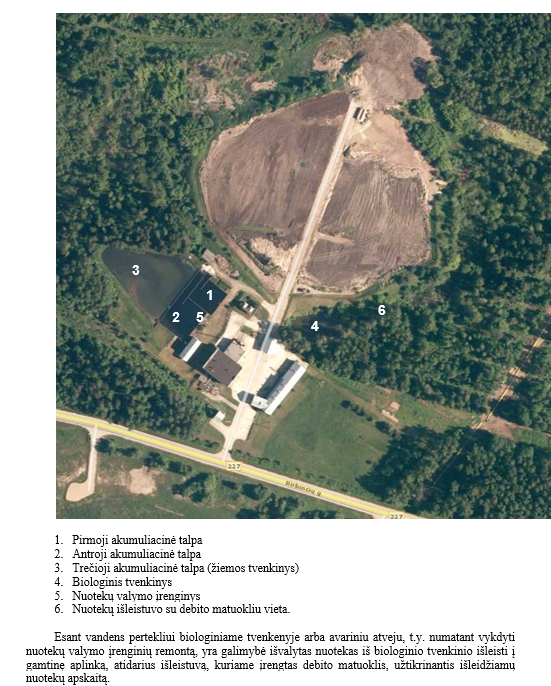 3
1
2
5
4
6
227
Birbinčių g.
227
1. Pirmoji akumuliacinė talpa
2. Antroji akumuliacinė talpa
3. Trečioji akumuliacinė talpa (žiemos tvenkinys)
4. Biologinis tvenkinys
5. Nuotekų valymo įrenginys
6. Nuotekų išleistuvo su debito matuokliu vieta.
Esant vandens pertekliui biologiniame tvenkenyje arba avariniu atveju, t.y. numatant vykdyti
nuotekų valymo įrenginių remontą, yra galimybė išvalytas nuotekas iš biologinio tvenkinio išleisti į
gamtinę aplinką, atidarius išleistuvą, kuriame įrengtas debito matuoklis, užtikrinantis išleidžiamų
nuotekų apskaitą.